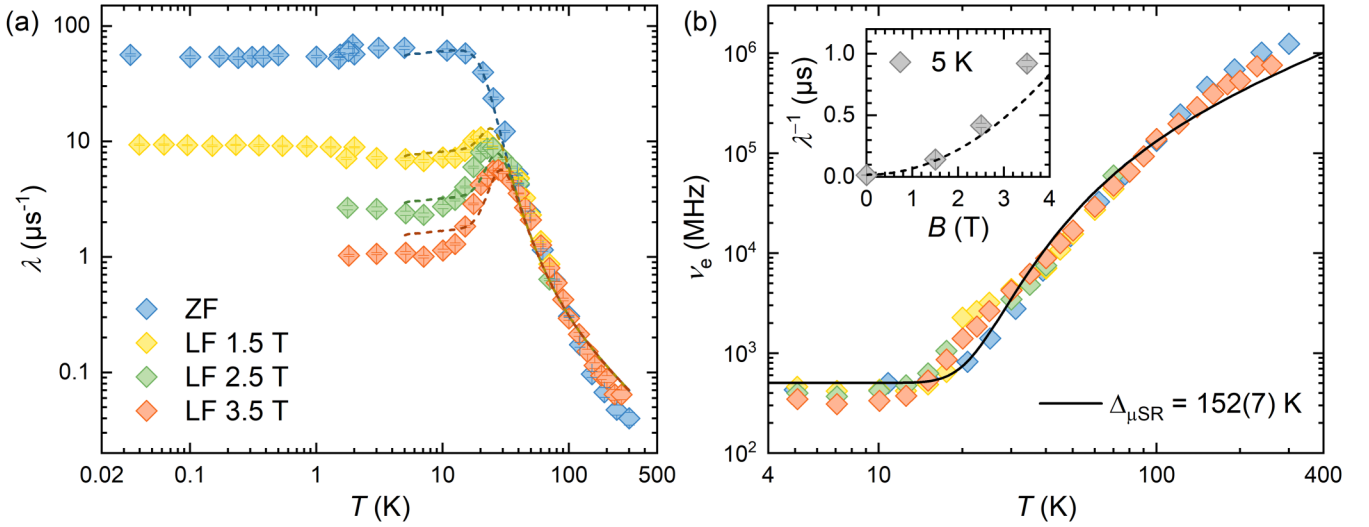 (a)
100
10
1
0.1
λ (μs⁻¹)
ZF
LF 1.5 T
LF 2.5 T
LF 3.5 T
0.02 0.1 1 10 100 500
T (K)
(b)
10⁶
10⁵
10⁴
10³
10²
νe (MHz)
1.0
0.5
0.0
λ⁻¹ (μs)
5 K
0 1 2 3 4
B (T)
ΔμSR = 152(7) K
4 10 100 400
T (K)